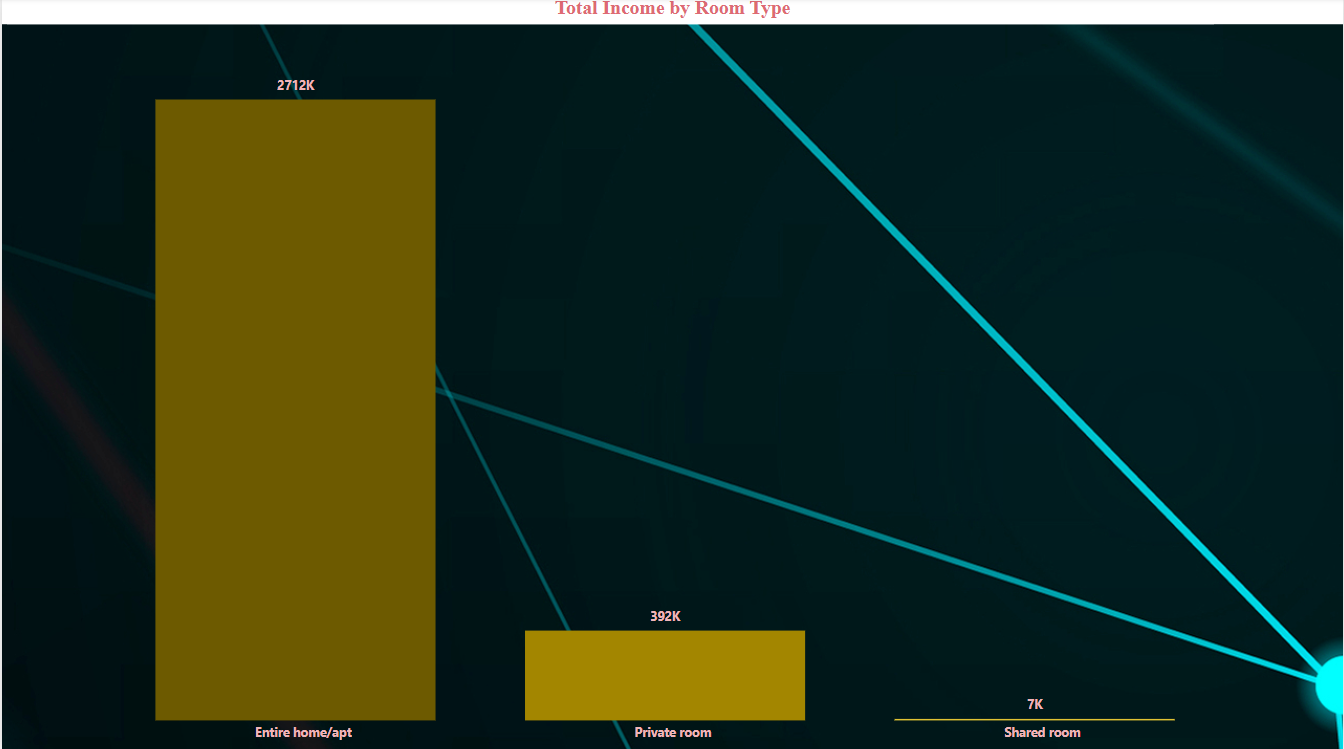 Total Income by Room Type
2712K
392K
7K
Entire home/apt
Private room
Shared room